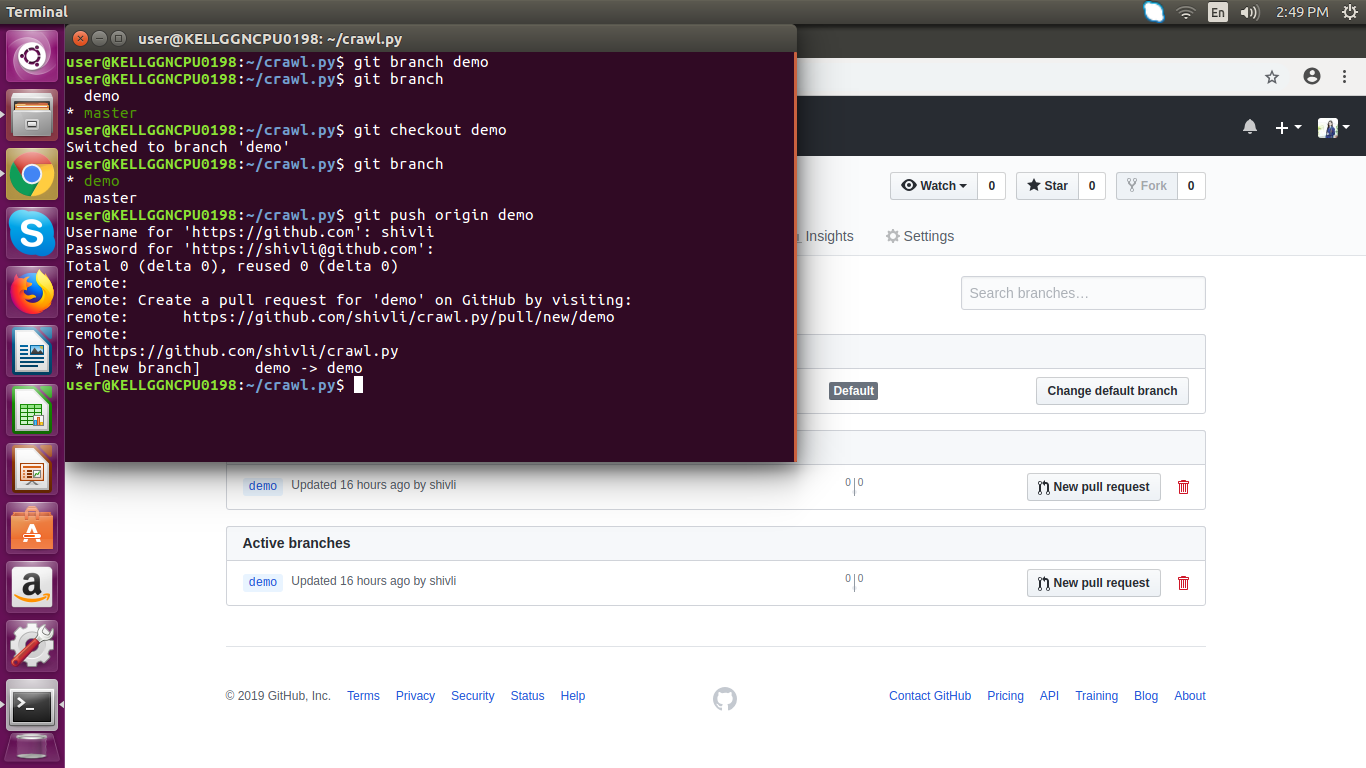 Terminal
En
2:49 PM
user@KELLGGNCPU0198: ~/crawl.py
user@KELLGGNCPU0198:~/crawl.py$ git branch demo
user@KELLGGNCPU0198:~/crawl.py$ git branch
  demo
* master
user@KELLGGNCPU0198:~/crawl.py$ git checkout demo
Switched to branch 'demo'
user@KELLGGNCPU0198:~/crawl.py$ git branch
* demo
  master
user@KELLGGNCPU0198:~/crawl.py$ git push origin demo
Username for 'https://github.com': shivli
Password for 'https://shivli@github.com':
Total 0 (delta 0), reused 0 (delta 0)
remote:
remote: Create a pull request for 'demo' on GitHub by visiting:
remote:      https://github.com/shivli/crawl.py/pull/new/demo
remote:
To https://github.com/shivli/crawl.py
 * [new branch]      demo -> demo
user@KELLGGNCPU0198:~/crawl.py$
Watch 0 Star 0 Fork 0
Insights Settings
Search branches…
Default Change default branch
demo Updated 16 hours ago by shivli 0 0 New pull request
Active branches
demo Updated 16 hours ago by shivli 0 0 New pull request
© 2019 GitHub, Inc. Terms Privacy Security Status Help Contact GitHub Pricing API Training Blog About